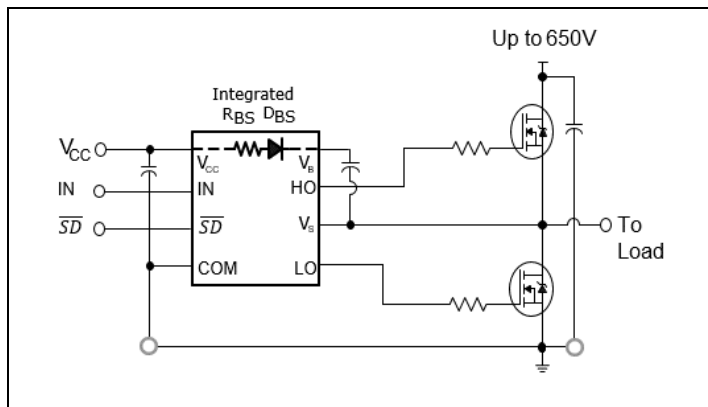 Up to 650V
Integrated
RBS DBS
VCC
VCC
VB
HO
IN
IN
SD
SD
VS
To
Load
COM
LO